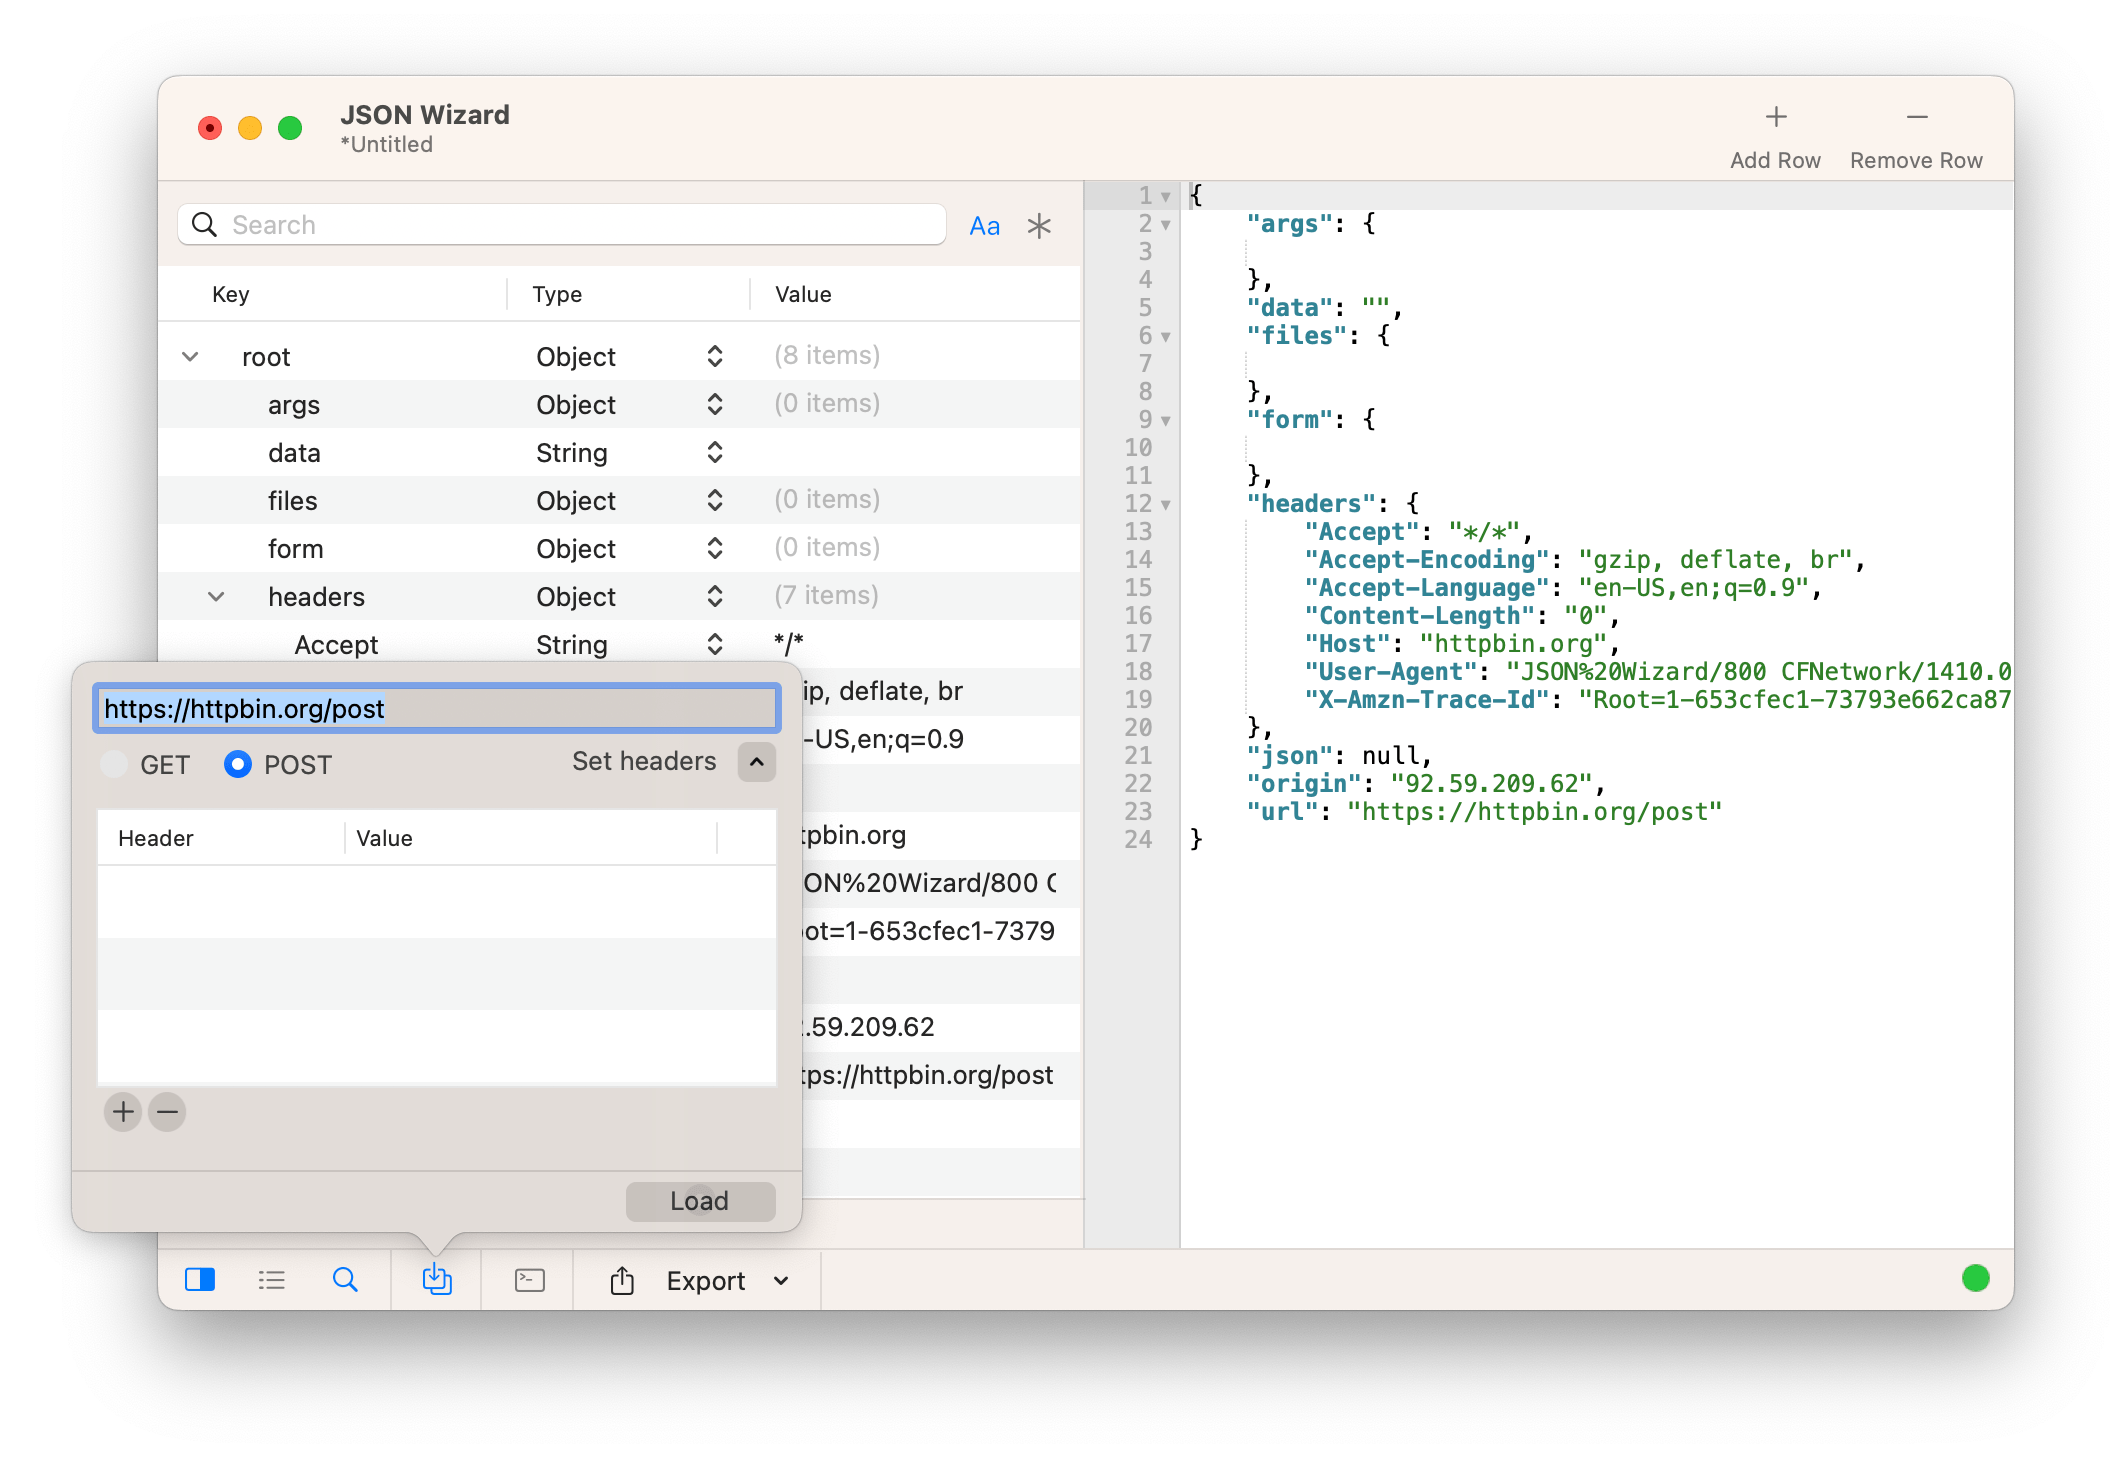 JSON Wizard
*Untitled
Add Row
Remove Row
Search
Aa
Key Type Value
root Object (8 items)
args Object (0 items)
data String
files Object (0 items)
form Object (0 items)
headers Object (7 items)
Accept String */*
ip, deflate, br
-US,en;q=0.9
tpbin.org
ON%20Wizard/800 C
ot=1-653cfec1-7379
.59.209.62
tps://httpbin.org/post
https://httpbin.org/post
GET POST Set headers
Header Value
Load
Export
1 {
2 "args": {
3
4 },
5 "data": "",
6 "files": {
7
8 },
9 "form": {
10
11 },
12 "headers": {
13 "Accept": "*/*",
14 "Accept-Encoding": "gzip, deflate, br",
15 "Accept-Language": "en-US,en;q=0.9",
16 "Content-Length": "0",
17 "Host": "httpbin.org",
18 "User-Agent": "JSON%20Wizard/800 CFNetwork/1410.0
19 "X-Amzn-Trace-Id": "Root=1-653cfec1-73793e662ca87
20 },
21 "json": null,
22 "origin": "92.59.209.62",
23 "url": "https://httpbin.org/post"
24 }